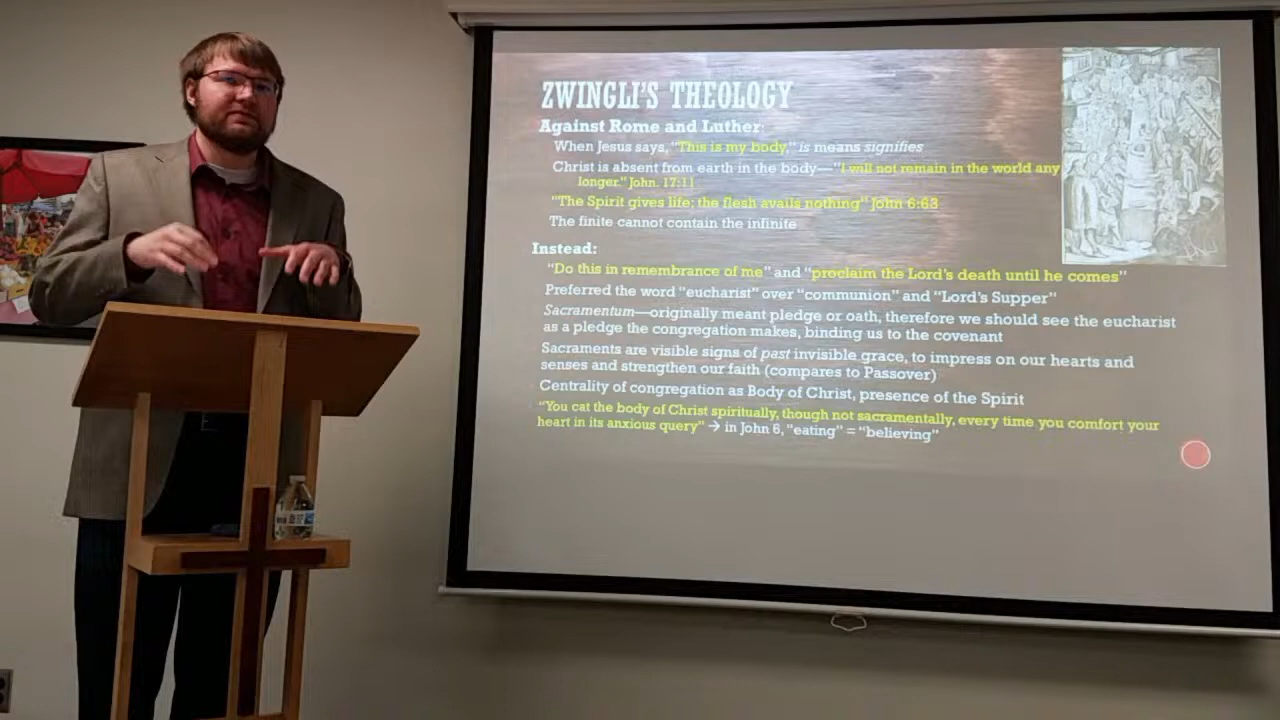 ZWINGLI'S THEOLOGY
Against Rome and Luther:
When Jesus says, "This is my body," is means signifies
Christ is absent from earth in the body—"I will not remain in the world any
longer." John. 17:11
"The Spirit gives life; the flesh avails nothing" John 6:63
The finite cannot contain the infinite
Instead:
"Do this in remembrance of me" and "proclaim the Lord's death until he comes"
Preferred the word "eucharist" over "communion" and "Lord's Supper"
Sacramentum—originally meant pledge or oath, therefore we should see the eucharist
as a pledge the congregation makes, binding us to the covenant
Sacraments are visible signs of past invisible grace, to impress on our hearts and
senses and strengthen our faith (compares to Passover)
Centrality of congregation as Body of Christ, presence of the Spirit
"You eat the body of Christ spiritually, though not sacramentally, every time you comfort your
heart in its anxious query" → in John 6, "eating" = "believing"